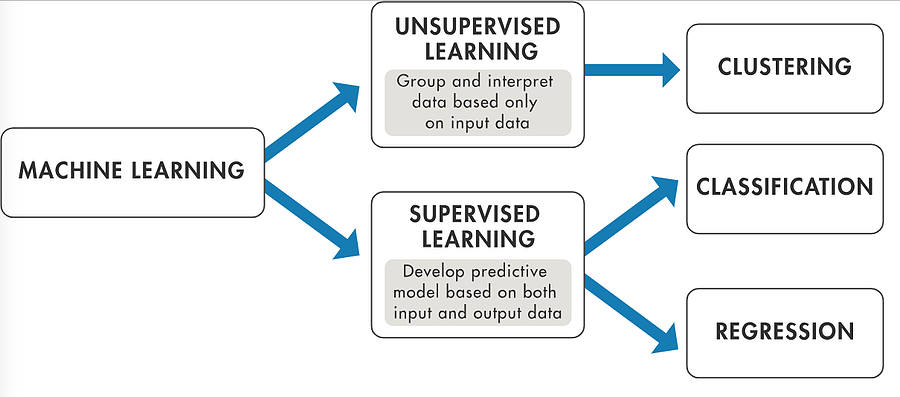 MACHINE LEARNING
UNSUPERVISED
LEARNING
Group and interpret
data based only
on input data
CLUSTERING
SUPERVISED
LEARNING
Develop predictive
model based on both
input and output data
CLASSIFICATION
REGRESSION